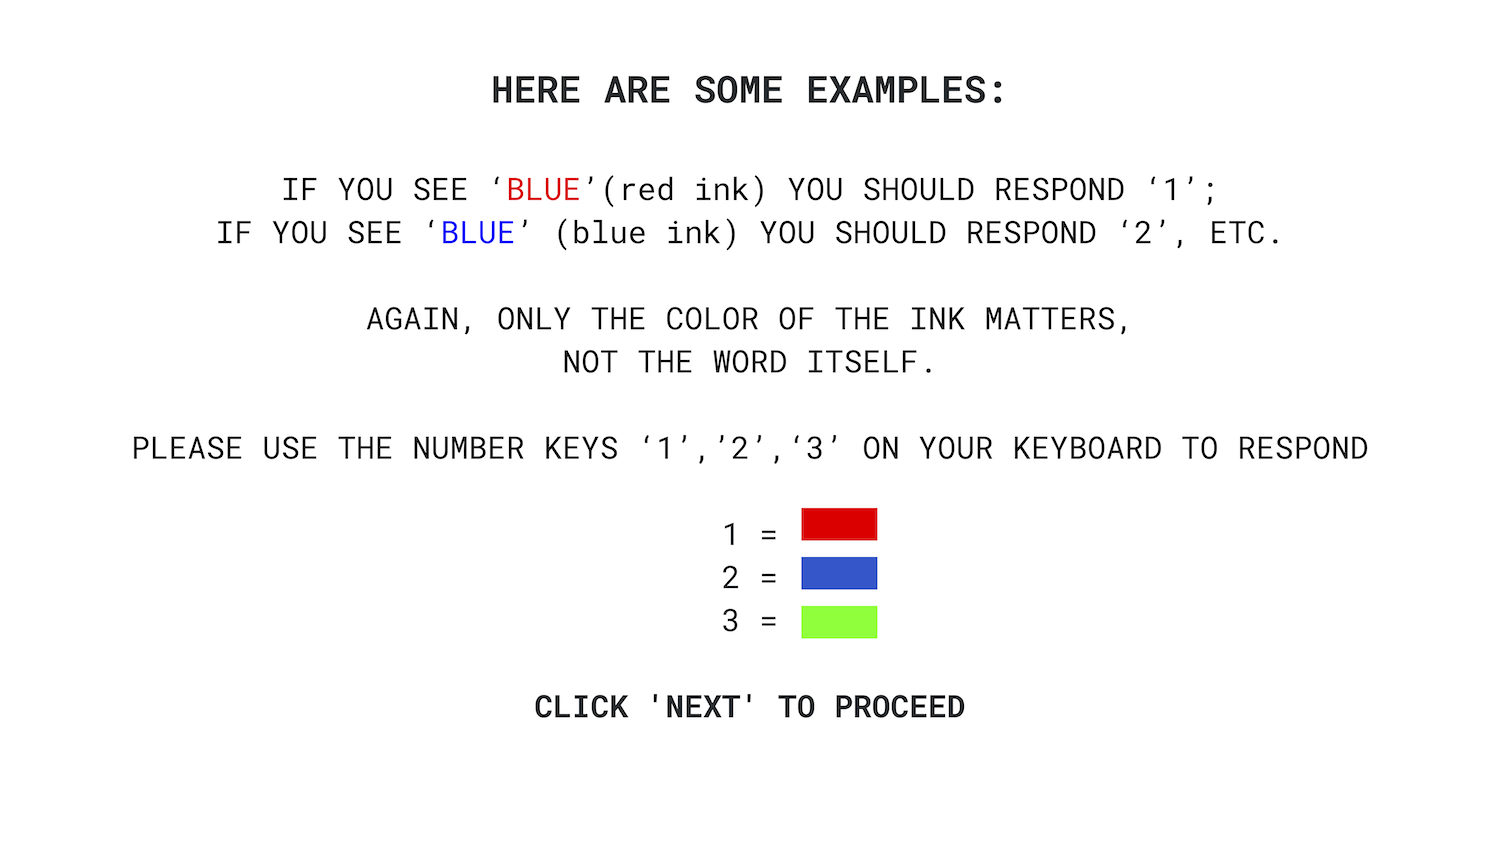 HERE ARE SOME EXAMPLES:
IF YOU SEE ‘BLUE’(red ink) YOU SHOULD RESPOND ‘1’;
IF YOU SEE ‘BLUE’ (blue ink) YOU SHOULD RESPOND ‘2’, ETC.
AGAIN, ONLY THE COLOR OF THE INK MATTERS,
NOT THE WORD ITSELF.
PLEASE USE THE NUMBER KEYS ‘1’,’2’,‘3’ ON YOUR KEYBOARD TO RESPOND
1 =
2 =
3 =
CLICK 'NEXT' TO PROCEED